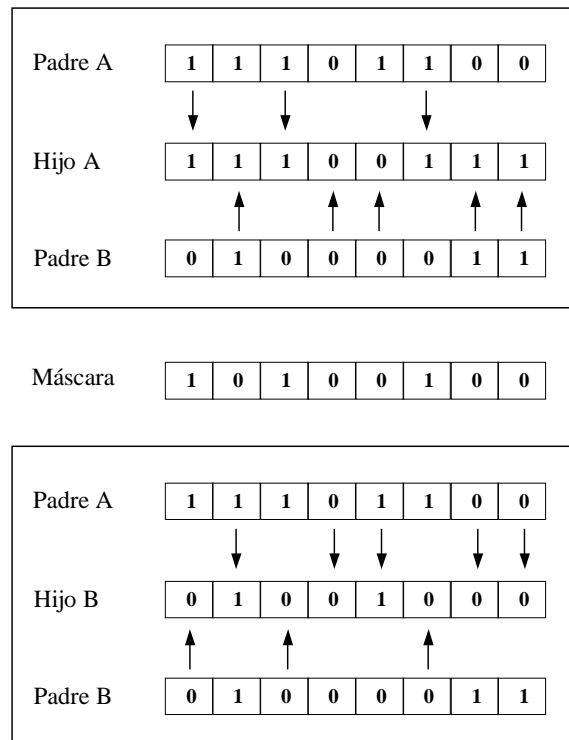 Padre A 1 1 1 0 1 1 0 0
Hijo A 1 1 1 0 0 1 1 1
Padre B 0 1 0 0 0 0 1 1
Máscara 1 0 1 0 0 1 0 0
Padre A 1 1 1 0 1 1 0 0
Hijo B 0 1 0 0 1 0 0 0
Padre B 0 1 0 0 0 0 1 1